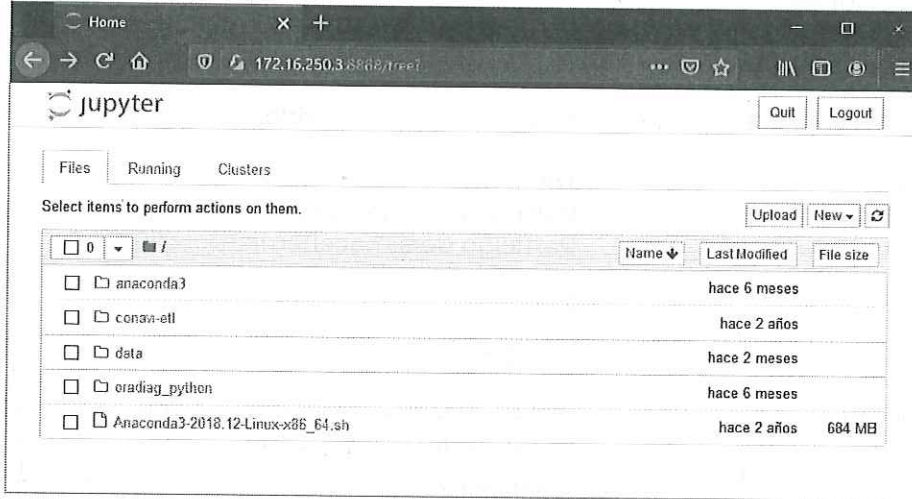 Home
172.16.250.3:8888/tree?
jupyter
Quit
Logout
Files
Running
Clusters
Select items to perform actions on them.
Upload
New
0
/
Name
Last Modified
File size
anaconda3
hace 6 meses
conavi-etl
hace 2 años
data
hace 2 meses
oradiag_python
hace 6 meses
Anaconda3-2018.12-Linux-x86_64.sh
hace 2 años
684 MB